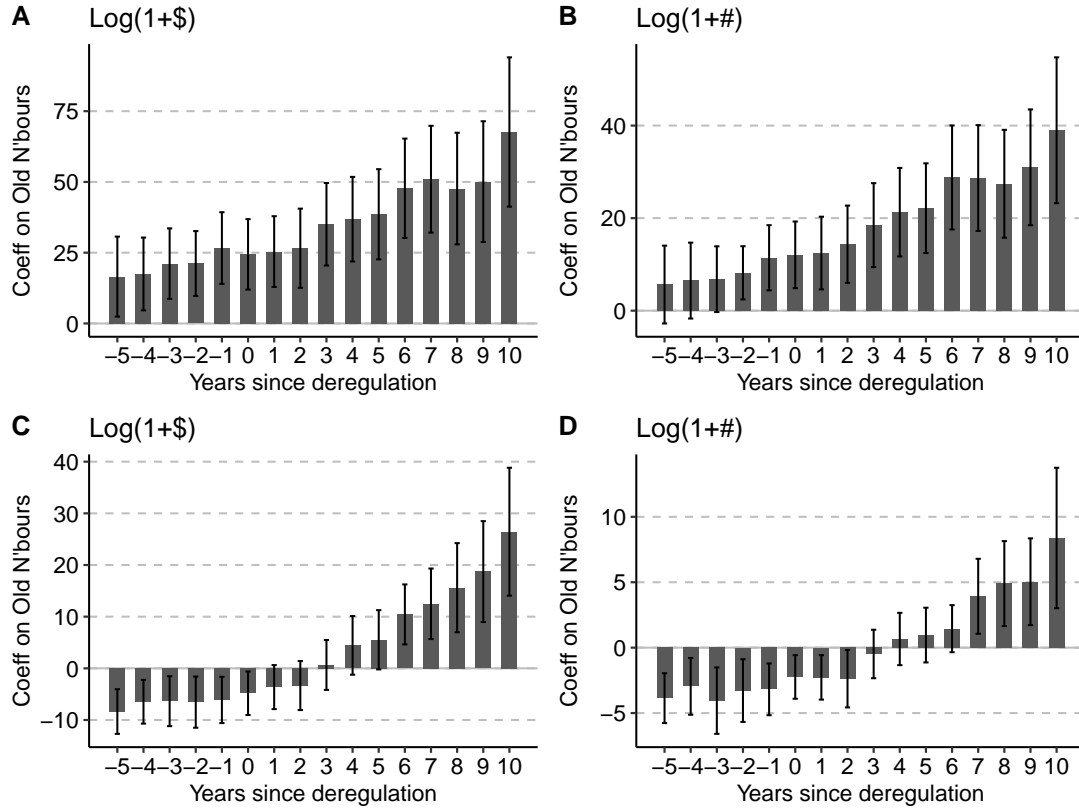 A Log(1+$)
Coeff on Old N'bours
75
50
25
0
−5 −4 −3 −2 −1 0 1 2 3 4 5 6 7 8 9 10
Years since deregulation
B Log(1+#)
Coeff on Old N'bours
40
20
0
−5 −4 −3 −2 −1 0 1 2 3 4 5 6 7 8 9 10
Years since deregulation
C Log(1+$)
Coeff on Old N'bours
40
30
20
10
0
−10
−5 −4 −3 −2 −1 0 1 2 3 4 5 6 7 8 9 10
Years since deregulation
D Log(1+#)
Coeff on Old N'bours
10
5
0
−5
−5 −4 −3 −2 −1 0 1 2 3 4 5 6 7 8 9 10
Years since deregulation